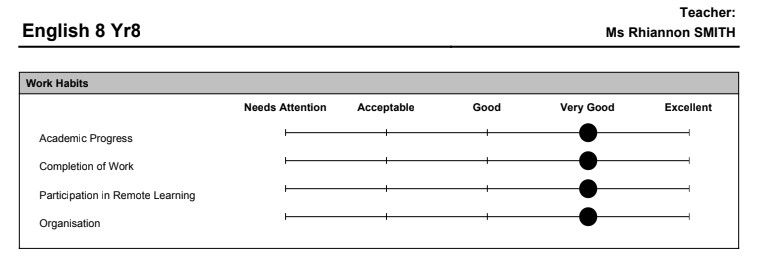 Teacher:
English 8 Yr8
Ms Rhiannon SMITH
Work Habits
Needs Attention Acceptable Good Very Good Excellent
Academic Progress
Completion of Work
Participation in Remote Learning
Organisation